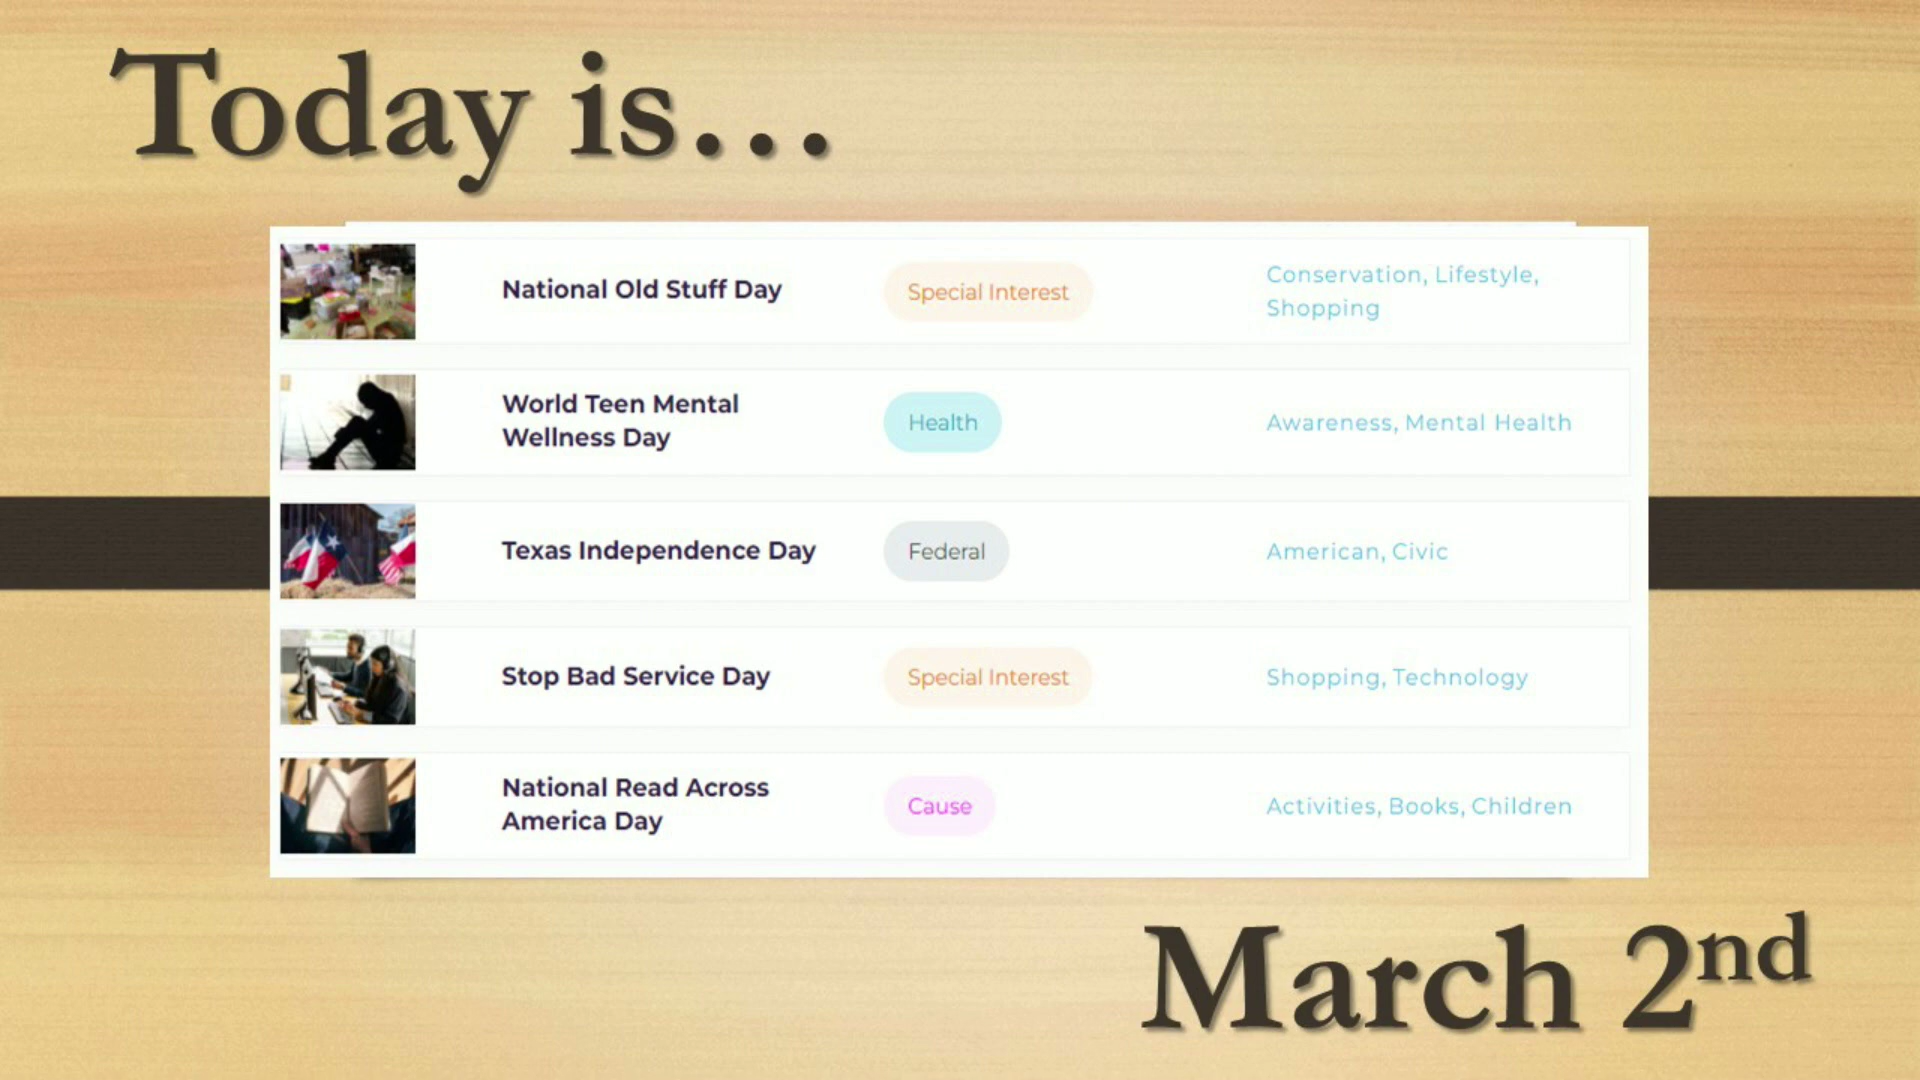 Today is...
National Old Stuff Day
Special Interest
Conservation, Lifestyle,
Shopping
World Teen Mental
Wellness Day
Health
Awareness, Mental Health
Texas Independence Day
Federal
American, Civic
Stop Bad Service Day
Special Interest
Shopping, Technology
National Read Across
America Day
Cause
Activities, Books, Children
March 2nd